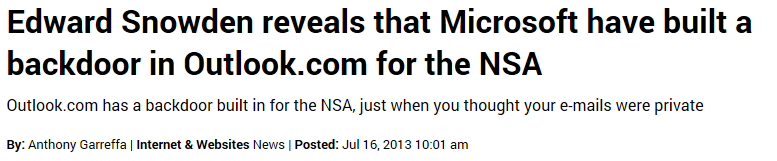 Edward Snowden reveals that Microsoft have built a
backdoor in Outlook.com for the NSA
Outlook.com has a backdoor built in for the NSA, just when you thought your e-mails were private
By: Anthony Garreffa | Internet & Websites News | Posted: Jul 16, 2013 10:01 am